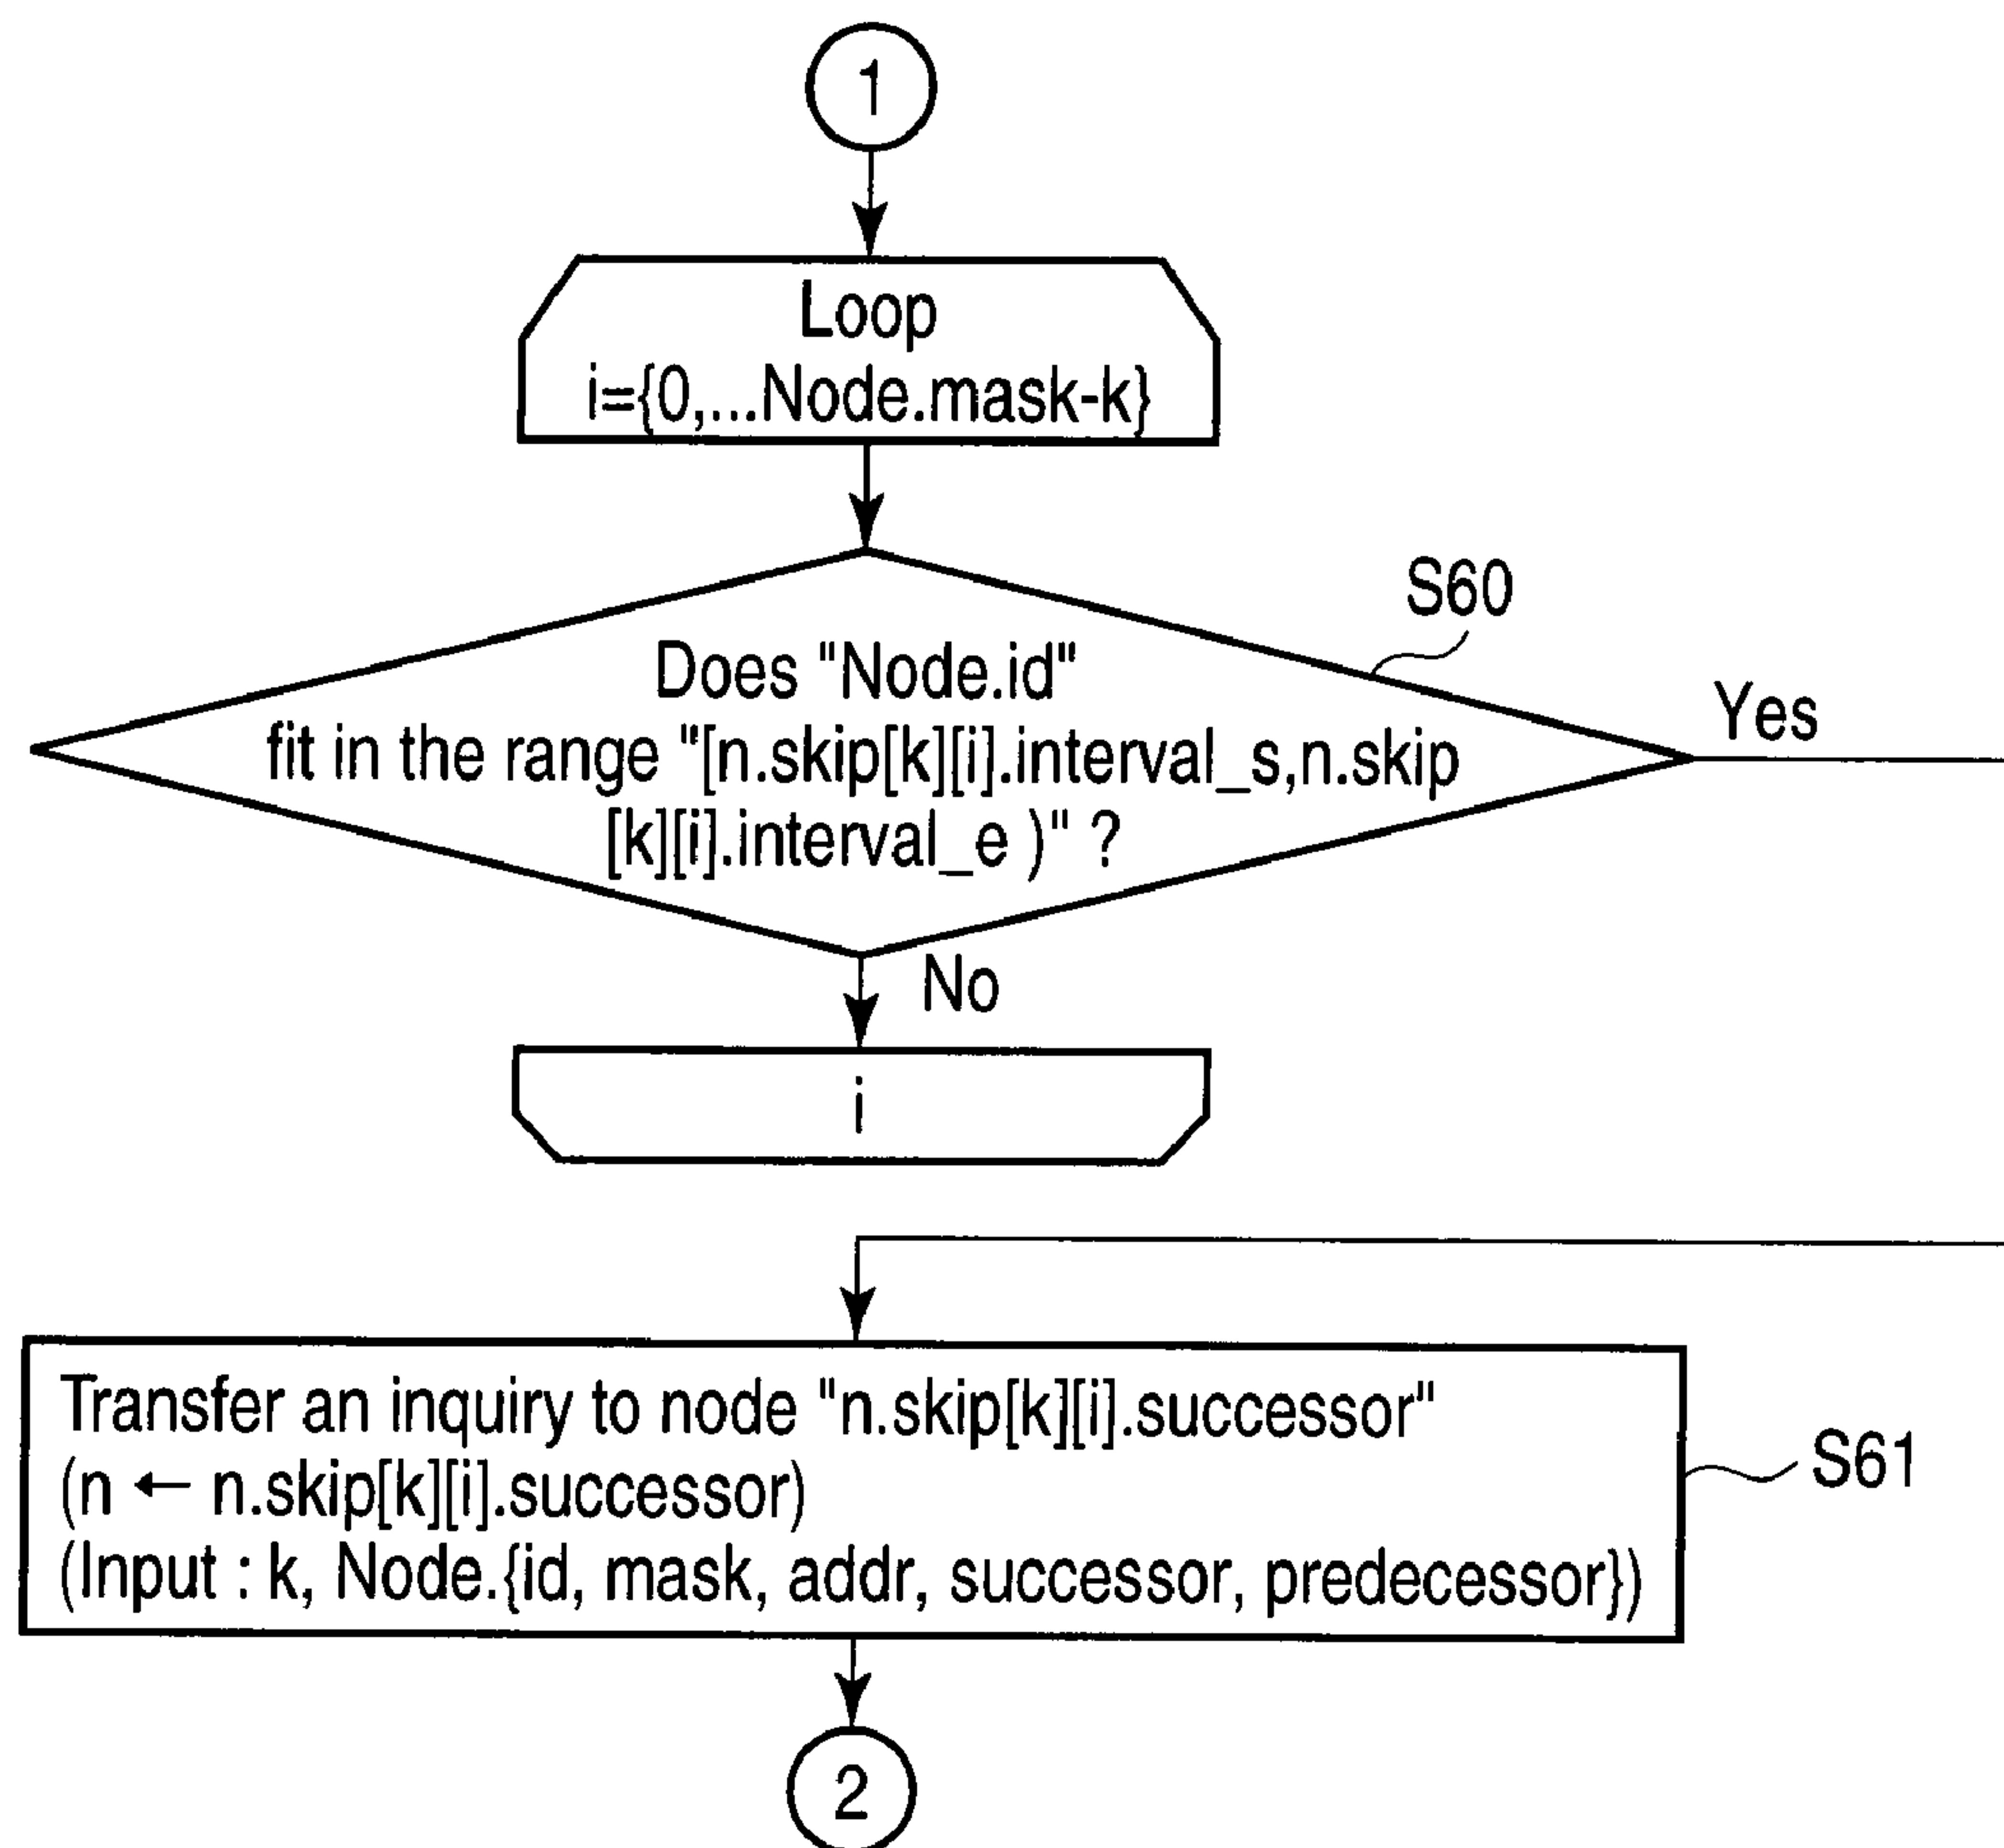 1
Loop
i={0,...Node.mask-k}
S60
Does "Node.id"
fit in the range "[n.skip[k][i].interval_s,n.skip
[k][i].interval_e )" ?
Yes
No
i
Transfer an inquiry to node "n.skip[k][i].successor"
(n ← n.skip[k][i].successor)
(Input : k, Node.{id, mask, addr, successor, predecessor})
S61
2